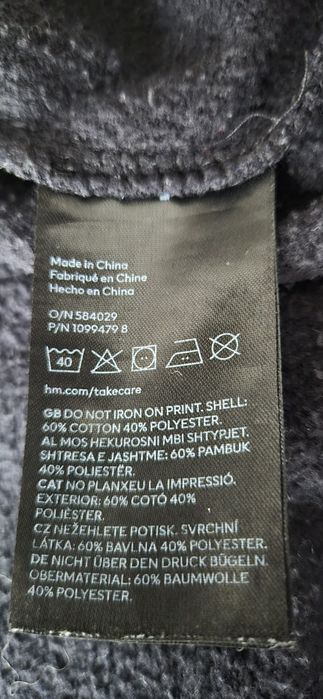 Made in China
Fabriqué en Chine
Hecho en China
O/N 584029
P/N 1099479 8
40
hm.com/takecare
GB DO NOT IRON ON PRINT. SHELL:
60% COTTON 40% POLYESTER.
AL MOS HEKUROSNI MBI SHTYPJET.
SHTRESA E JASHTME: 60% PAMBUK
40% POLIESTËR.
CAT NO PLANXEU LA IMPRESSIÓ.
EXTERIOR: 60% COTÓ 40%
POLIÈSTER.
CZ NEŽEHLETE POTISK. SVRCHNÍ
LÁTKA: 60% BAVLNA 40% POLYESTER.
DE NICHT ÜBER DEN DRUCK BÜGELN.
OBERMATERIAL: 60% BAUMWOLLE
40% POLYESTER.